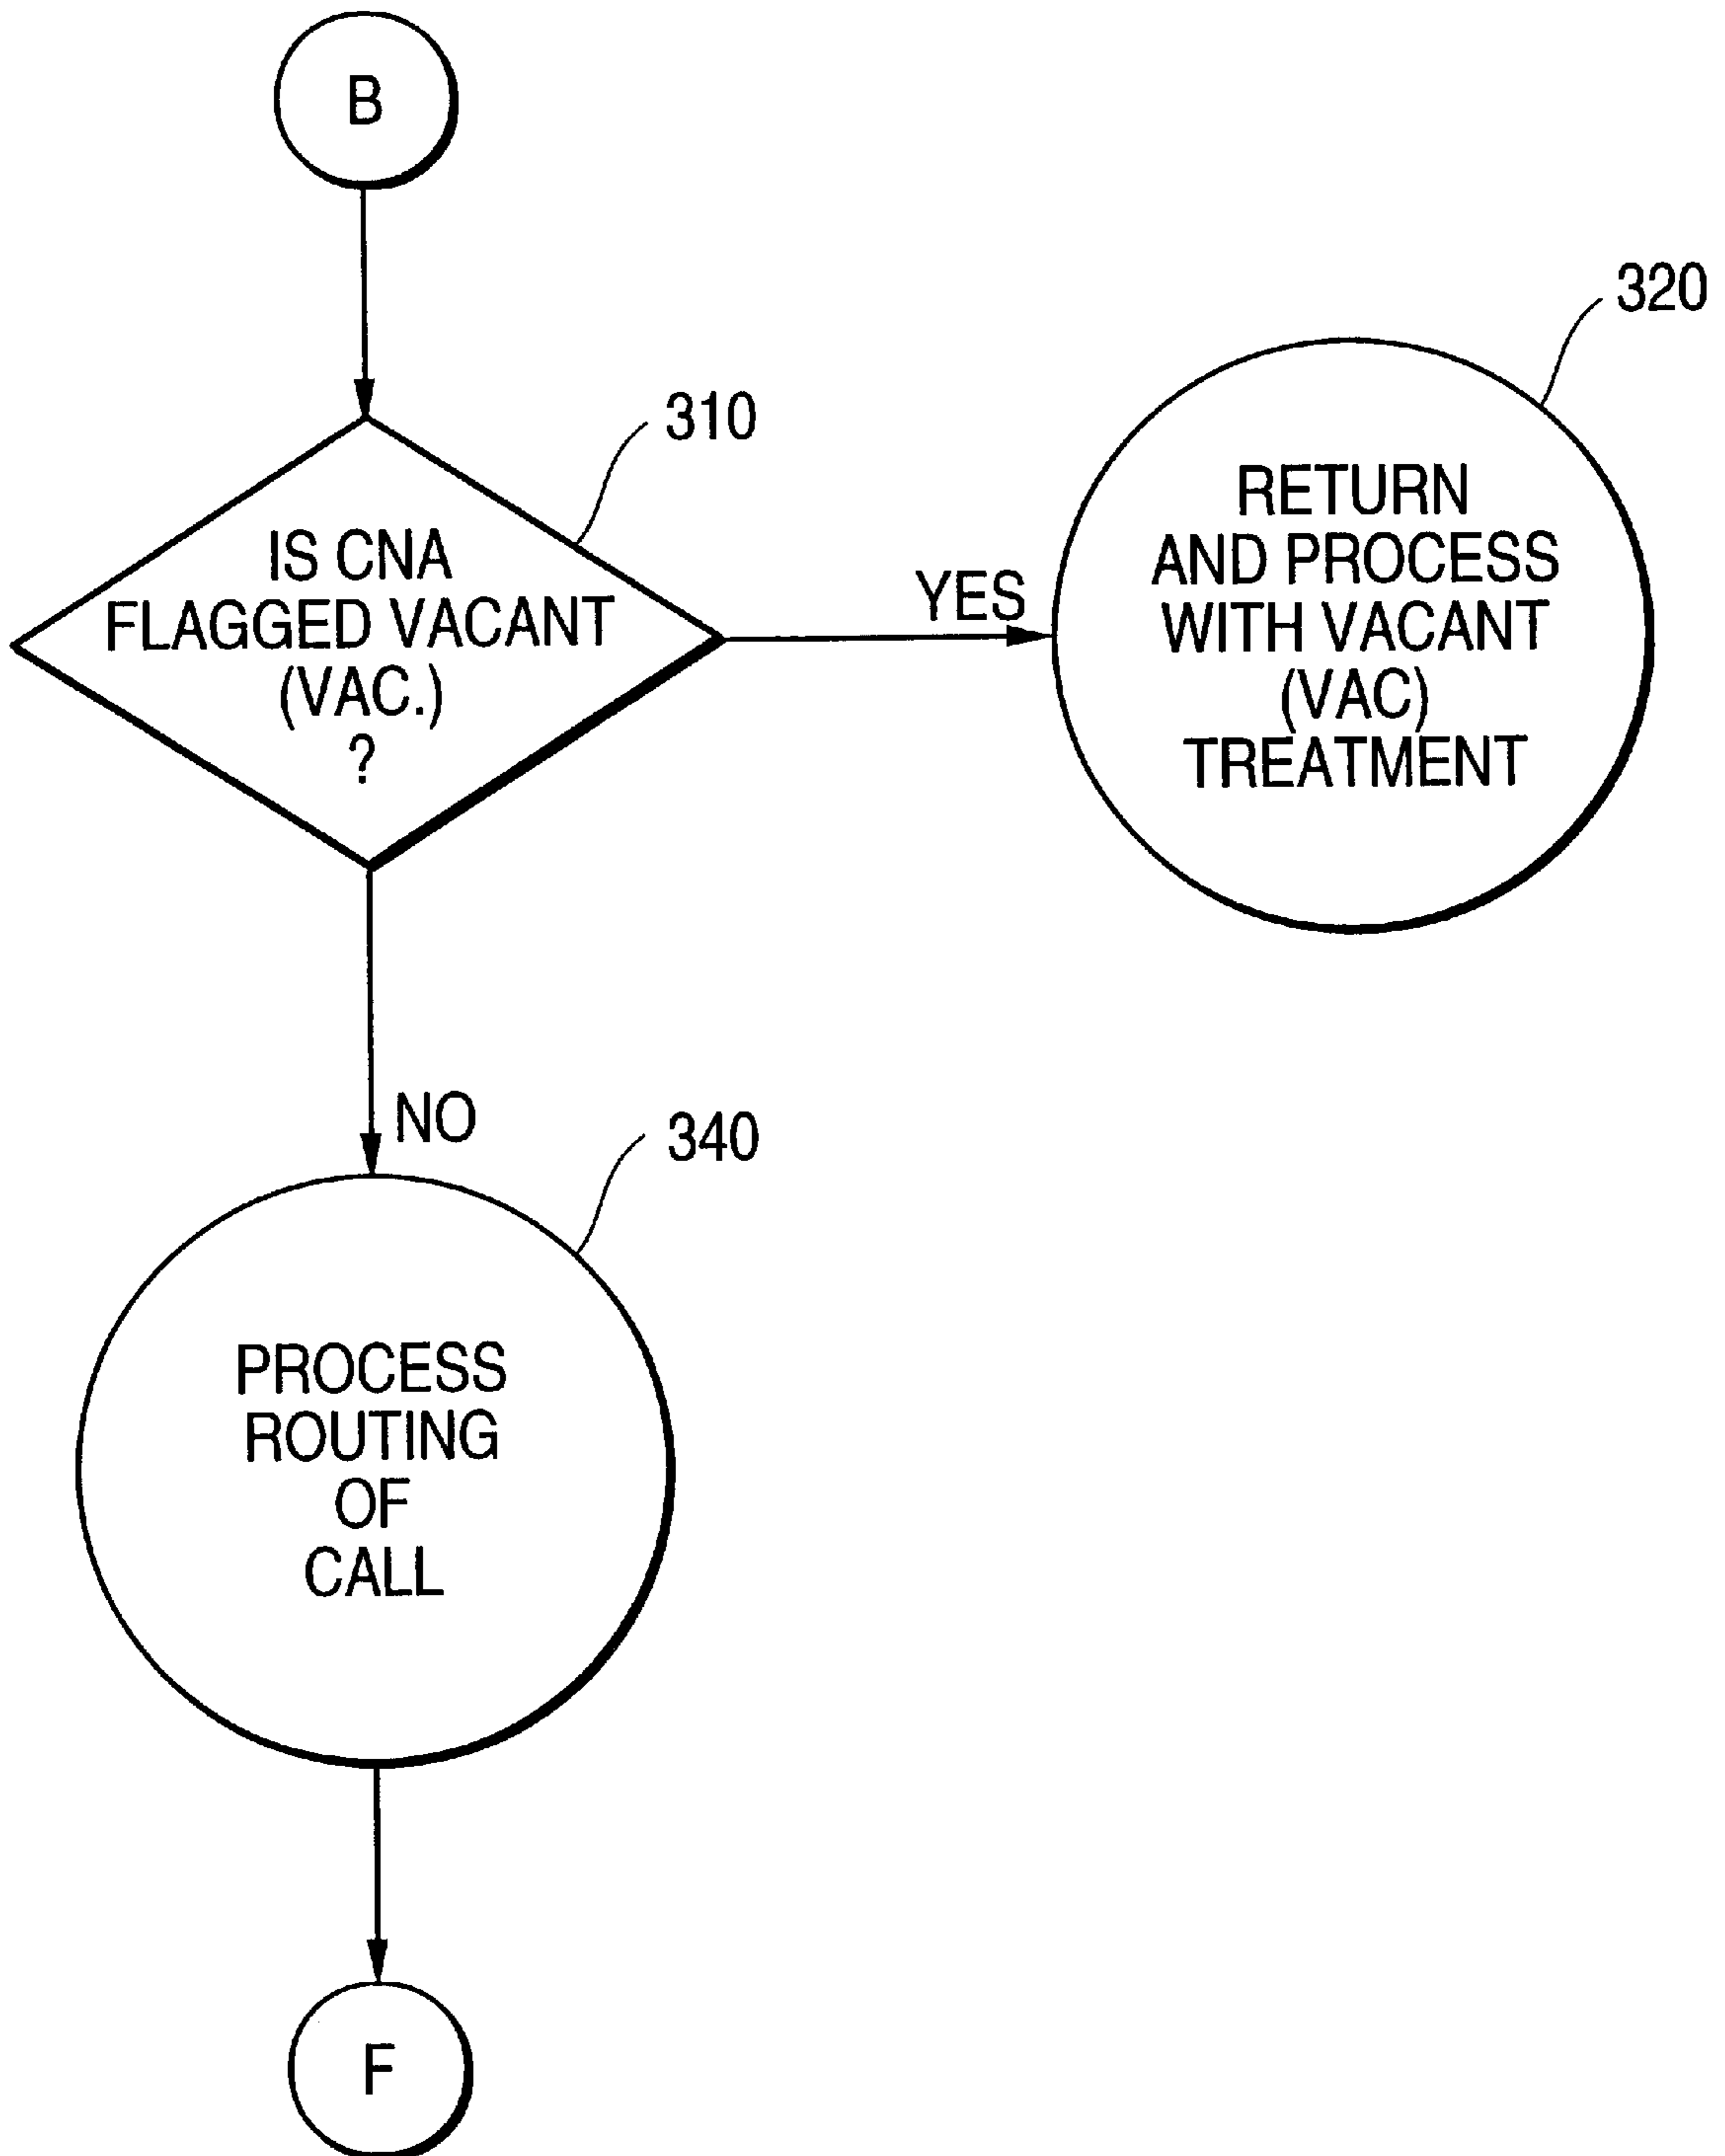 B
310
IS CNA
FLAGGED VACANT
(VAC.)
?
YES
320
RETURN
AND PROCESS
WITH VACANT
(VAC)
TREATMENT
NO
340
PROCESS
ROUTING
OF
CALL
F